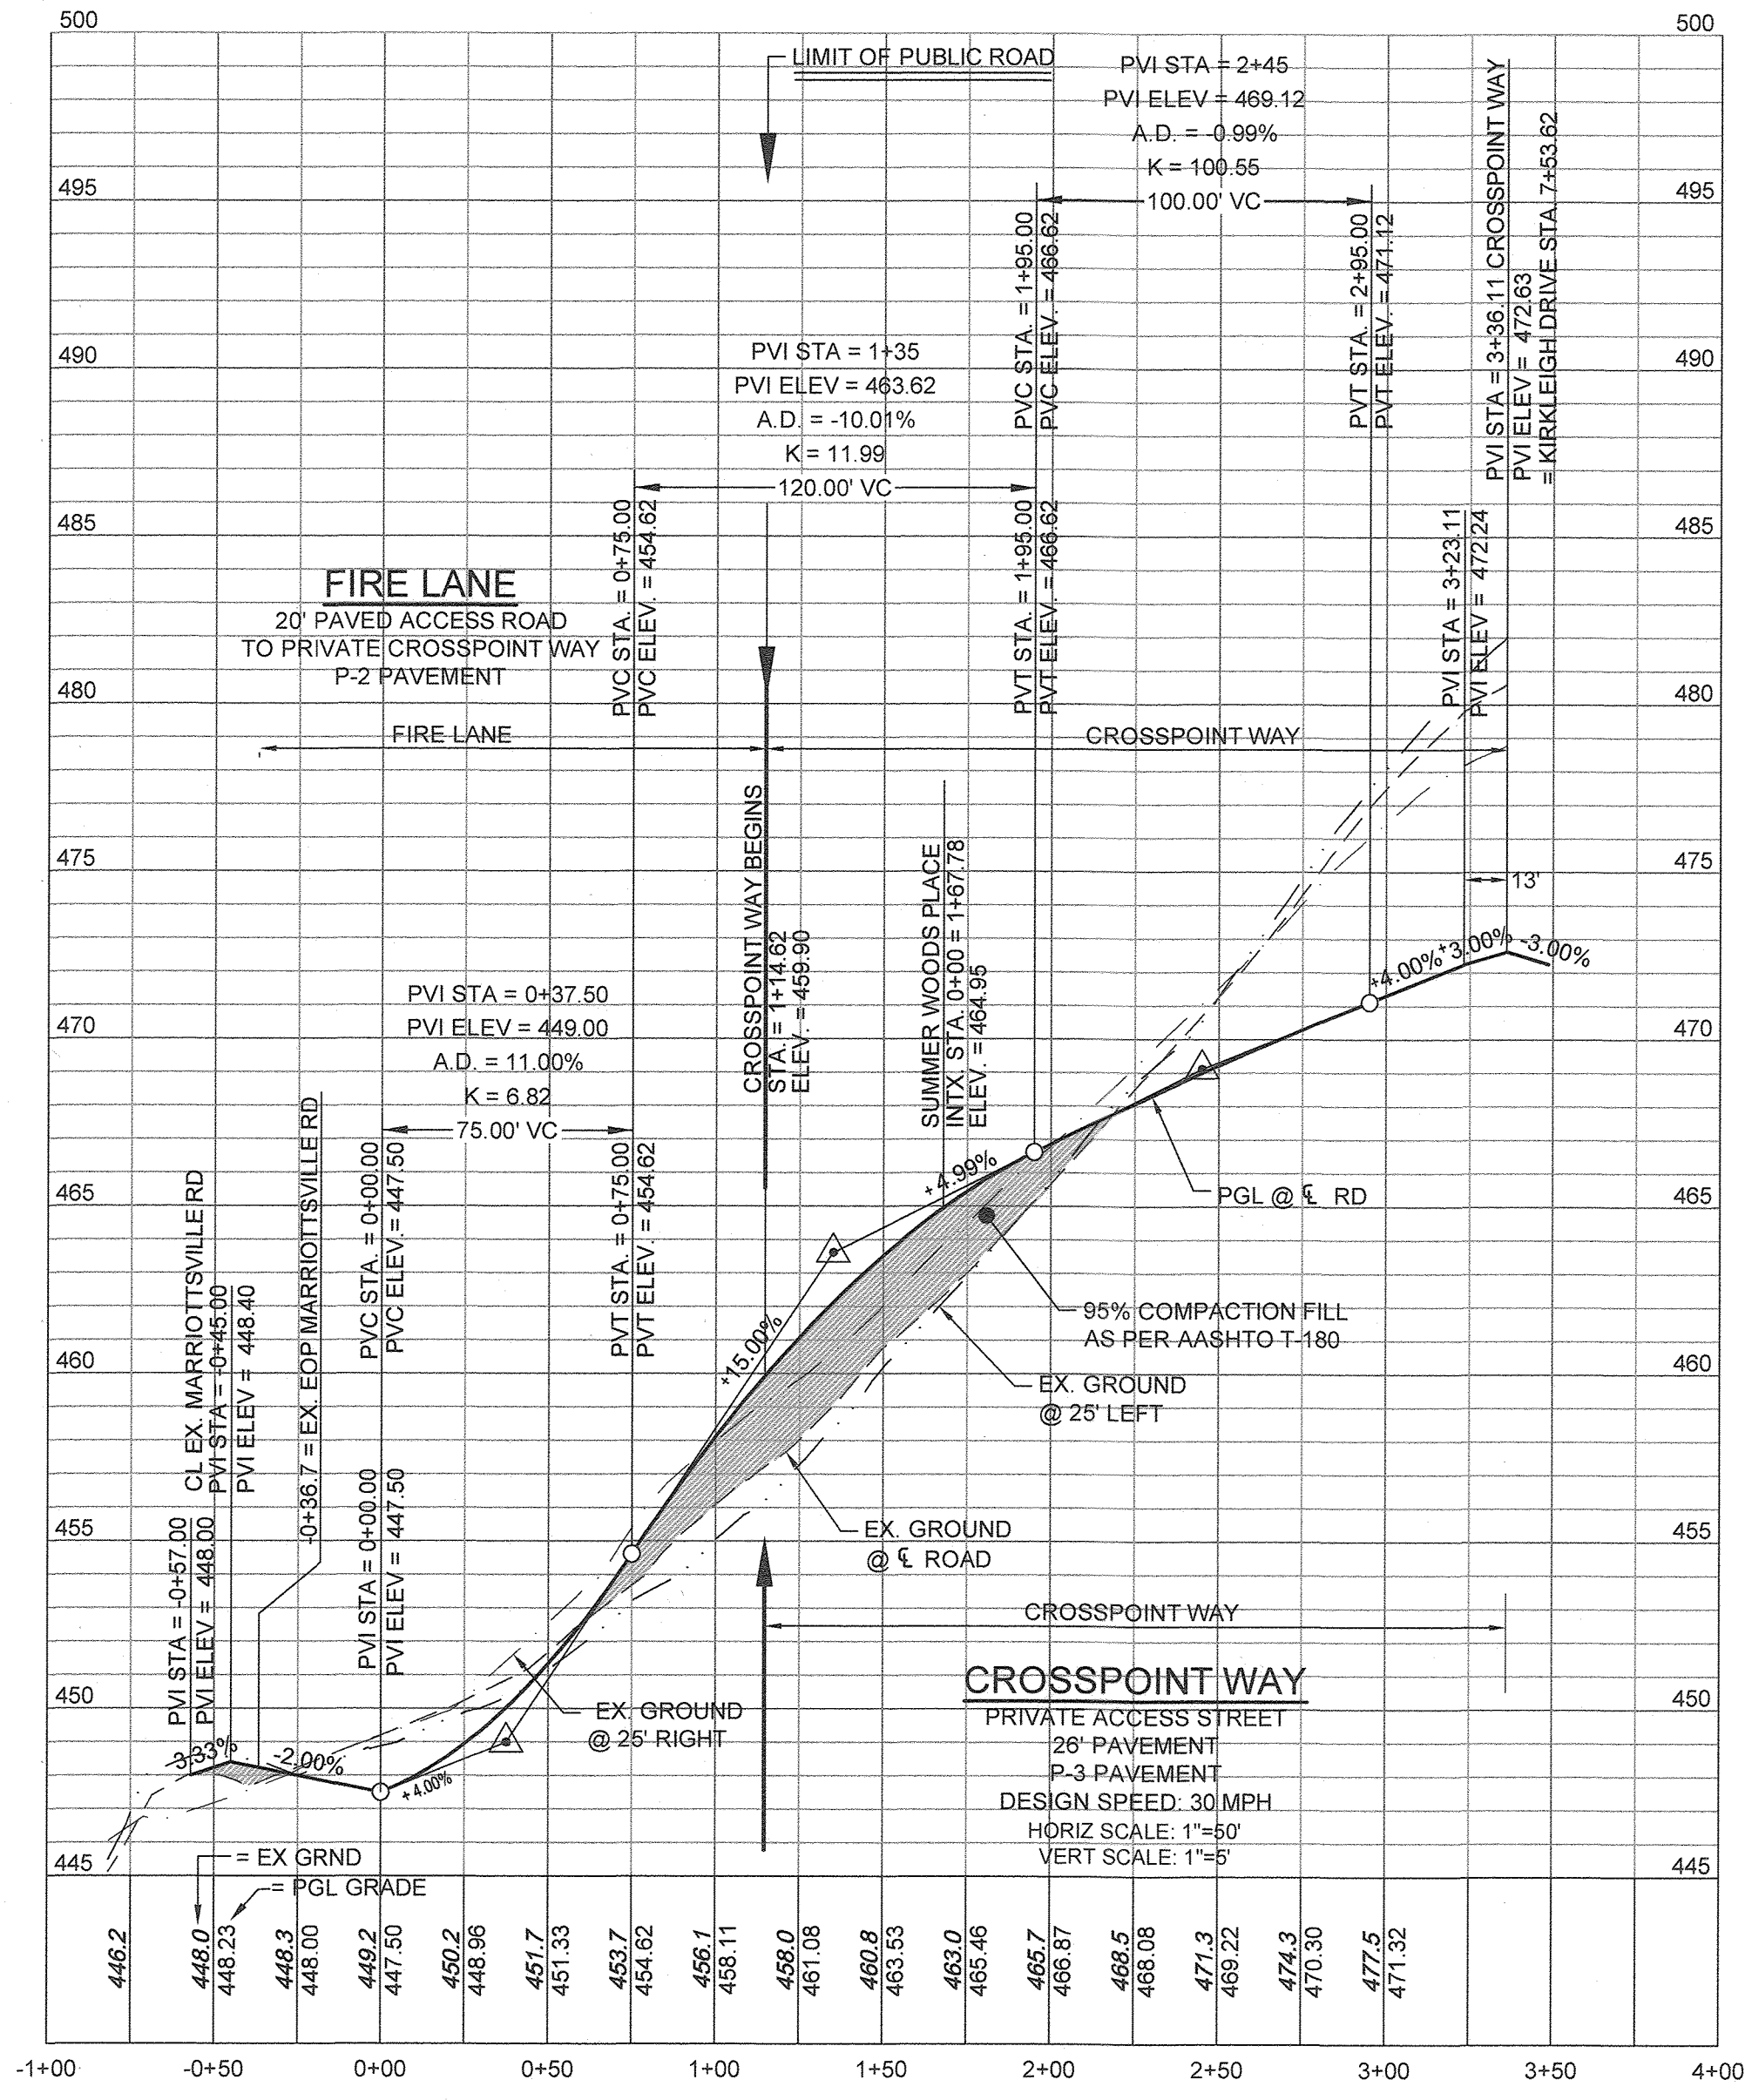 500
500
LIMIT OF PUBLIC ROAD
PVI STA = 2+45
PVI ELEV = 469.12
A.D. = -0.99%
K = 100.55
100.00' VC
PVI STA = 3+36.11 CROSSPOINT WAY
PVI ELEV = 472.63
= KIRKLEIGH DRIVE STA. 7+53.62
495
495
PVC STA. = 1+95.00
PVC ELEV. = 466.62
PVT STA. = 2+95.00
PVT ELEV. = 471.12
490
490
PVI STA = 1+35
PVI ELEV = 463.62
A.D. = -10.01%
K = 11.99
120.00' VC
485
485
PVC STA. = 0+75.00
PVC ELEV. = 454.62
PVT STA. = 1+95.00
PVT ELEV. = 466.62
PVI STA = 3+23.11
PVI ELEV = 472.24
FIRE LANE
20' PAVED ACCESS ROAD
TO PRIVATE CROSSPOINT WAY
P-2 PAVEMENT
480
480
FIRE LANE
CROSSPOINT WAY
475
475
CROSSPOINT WAY BEGINS
STA. = 1+14.62
ELEV. = 459.90
SUMMER WOODS PLACE
INTX. STA. 0+00 = 1+67.78
ELEV. = 464.95
13'
+4.00%
+3.00%
-3.00%
PVI STA = 0+37.50
PVI ELEV = 449.00
A.D. = 11.00%
K = 6.82
75.00' VC
470
470
465
465
CL EX. MARRIOTTSVILLE RD
PVI STA = -0+45.00
PVI ELEV = 448.40
-0+36.7 = EX. EOP MARRIOTTSVILLE RD
PVC STA. = 0+00.00
PVC ELEV. = 447.50
PVT STA. = 0+75.00
PVT ELEV. = 454.62
+4.99%
PGL @ ℄ RD
95% COMPACTION FILL
AS PER AASHTO T-180
460
460
+15.00%
EX. GROUND
@ 25' LEFT
PVI STA = -0+57.00
PVI ELEV = 448.00
PVI STA = 0+00.00
PVI ELEV = 447.50
455
455
EX. GROUND
@ ℄ ROAD
CROSSPOINT WAY
450
450
EX. GROUND
@ 25' RIGHT
3.33%
-2.00%
+4.00%
CROSSPOINT WAY
PRIVATE ACCESS STREET
26' PAVEMENT
P-3 PAVEMENT
DESIGN SPEED: 30 MPH
HORIZ SCALE: 1"=50'
VERT SCALE: 1"=5'
445
445
= EX GRND
= PGL GRADE
446.2
448.0
448.23
448.3
448.00
449.2
447.50
450.2
448.96
451.7
451.33
453.7
454.62
456.1
458.11
458.0
461.08
460.8
463.53
463.0
465.46
465.7
466.87
468.5
468.08
471.3
469.22
474.3
470.30
477.5
471.32
-1+00
-0+50
0+00
0+50
1+00
1+50
2+00
2+50
3+00
3+50
4+00